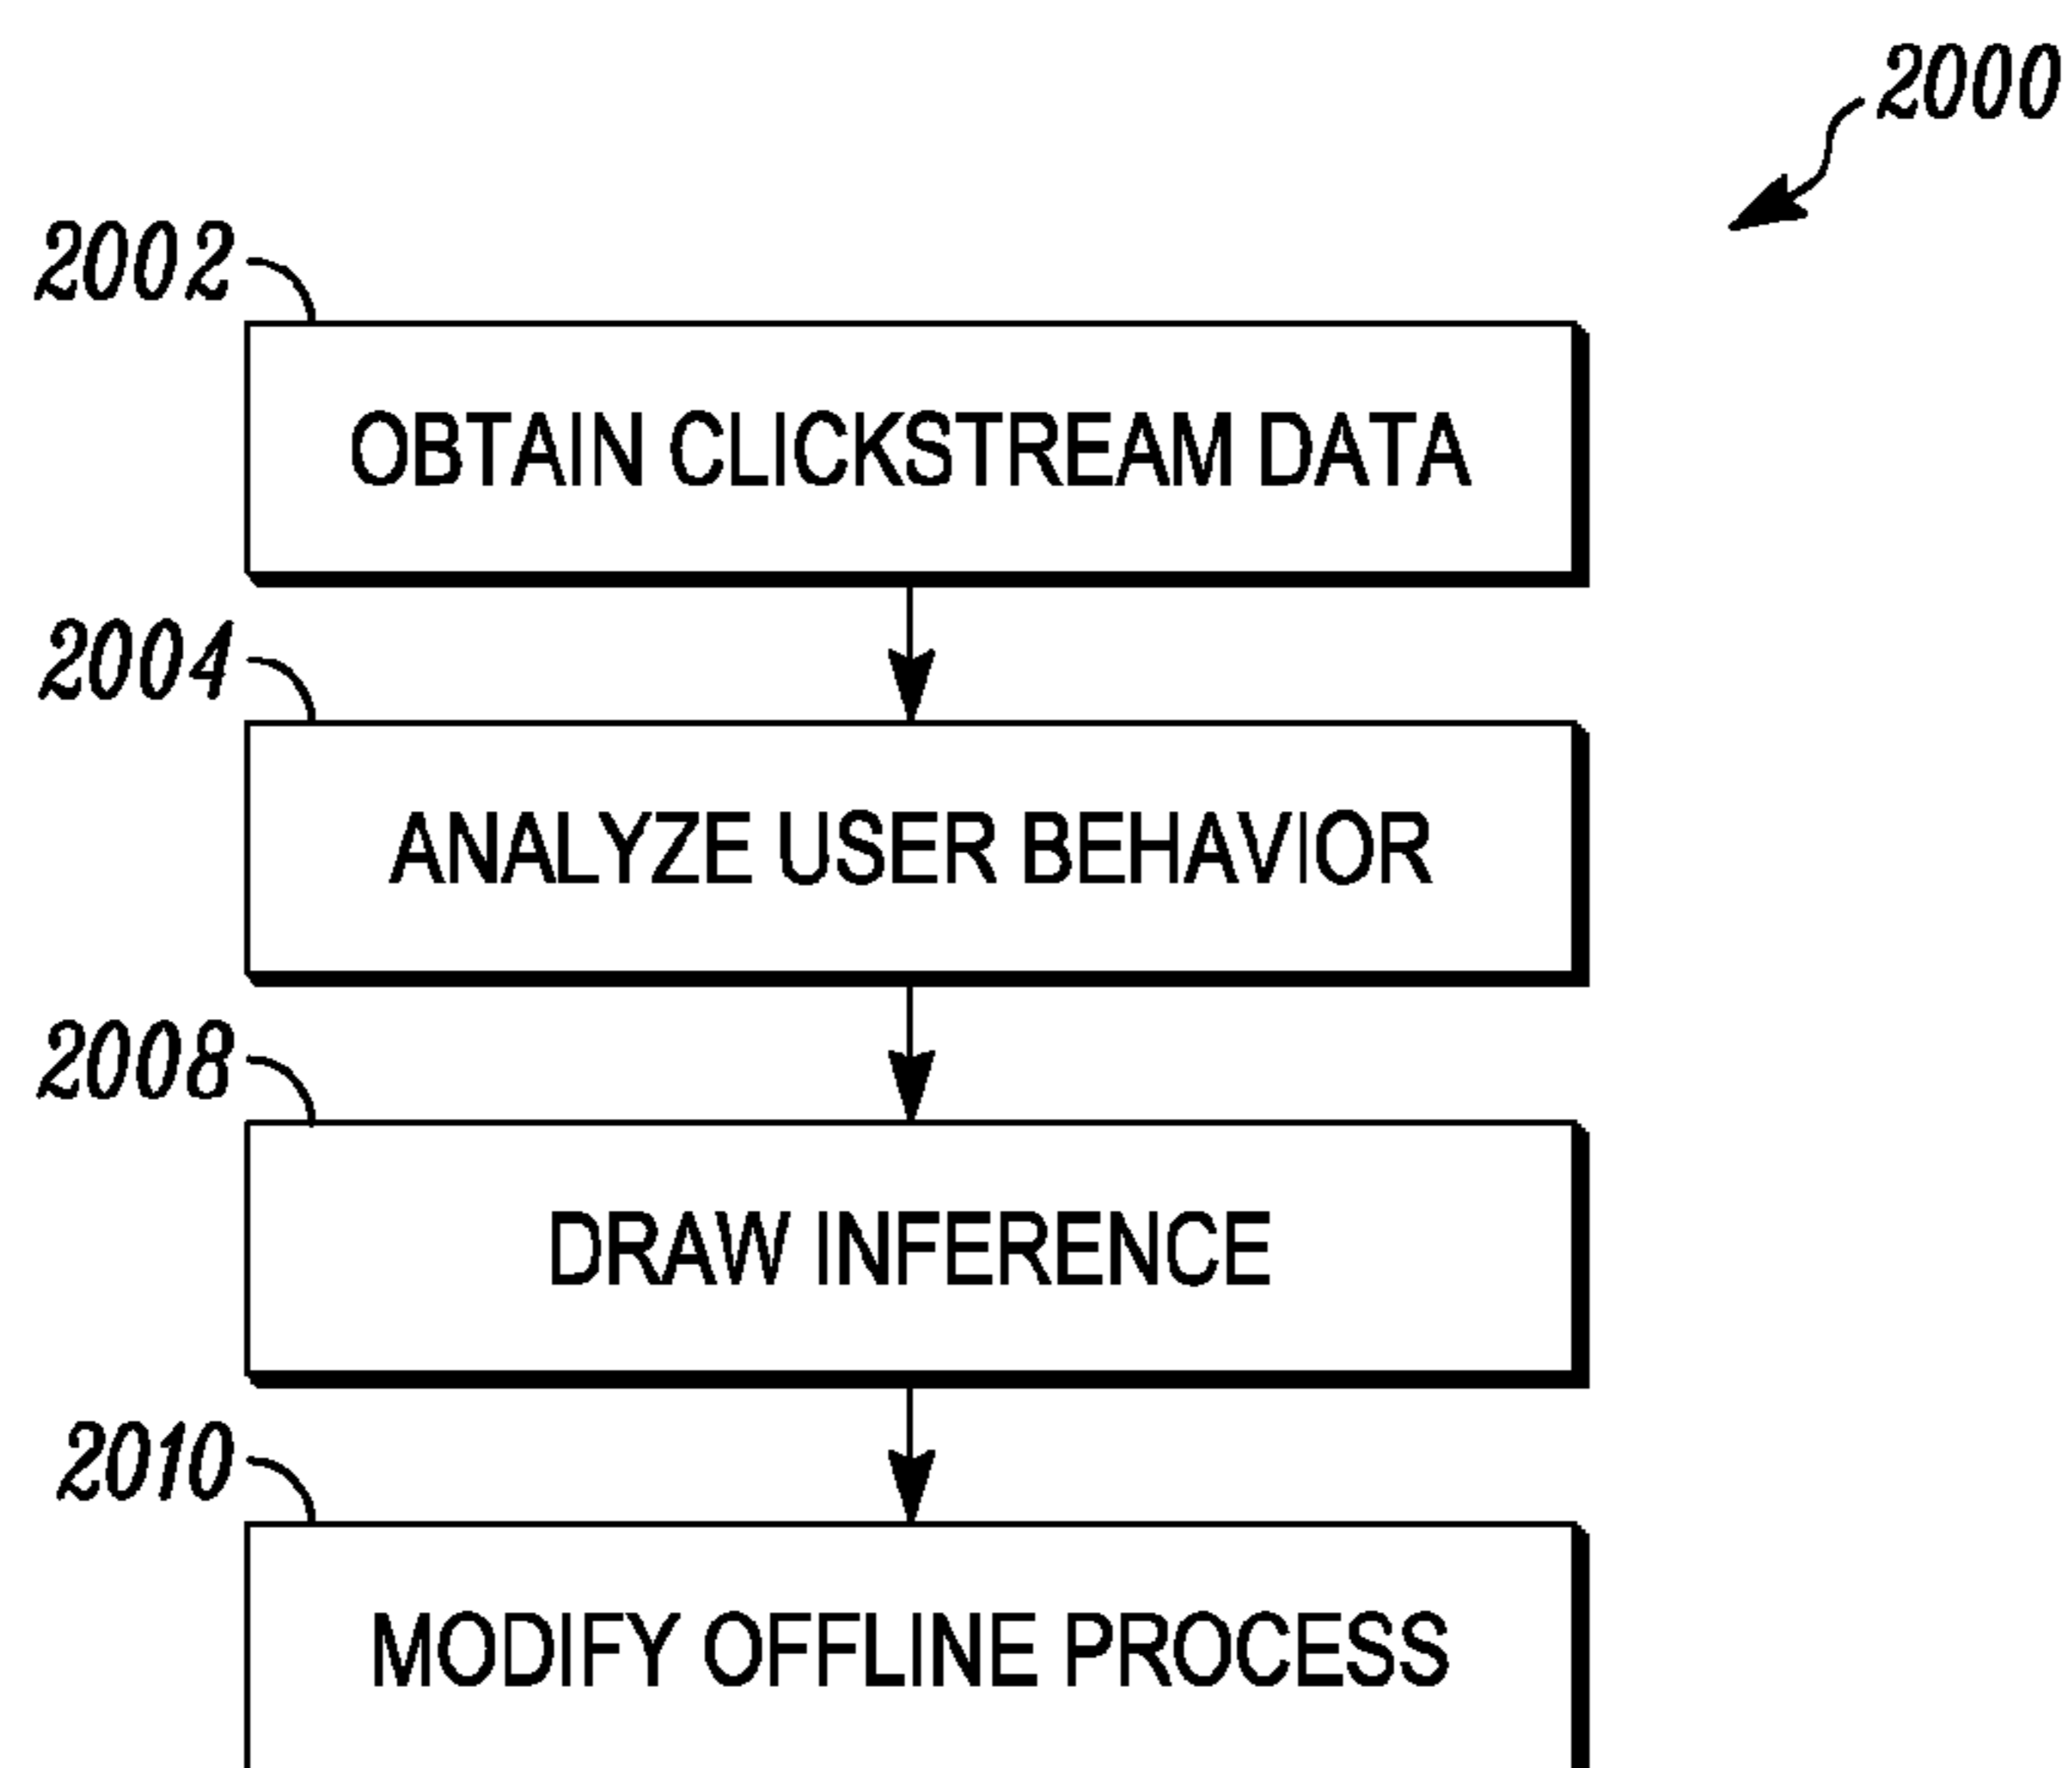 2000
2002
OBTAIN CLICKSTREAM DATA
2004
ANALYZE USER BEHAVIOR
2008
DRAW INFERENCE
2010
MODIFY OFFLINE PROCESS